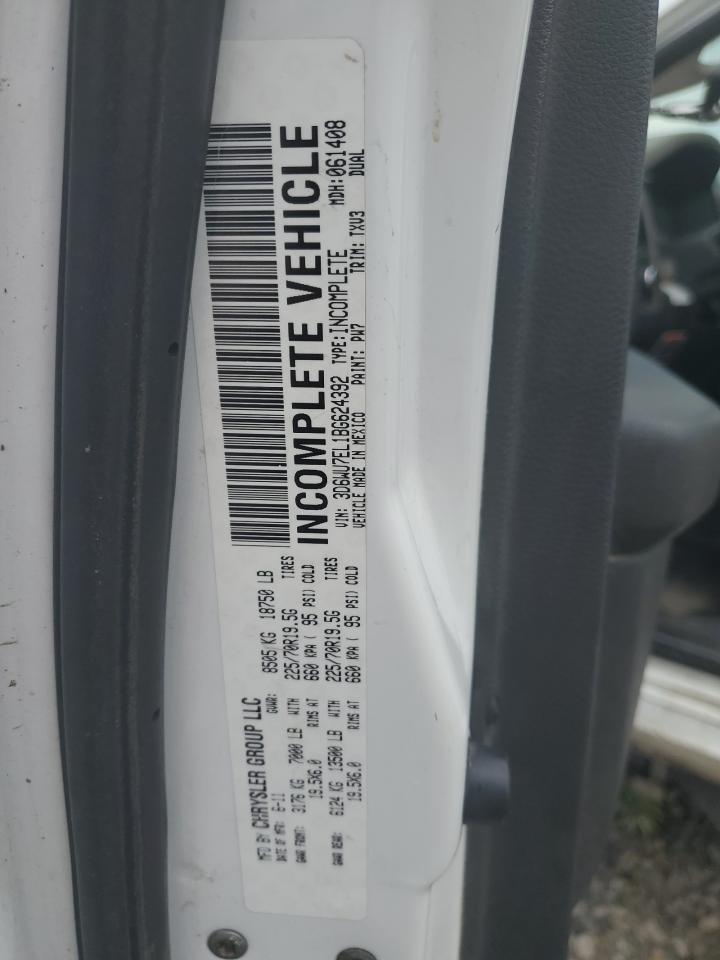 MFD BY CHRYSLER GROUP LLC
DATE OF MFR: 6-11 GVWR: 8505 KG 18750 LB
GAWR FRONT: 3176 KG 7000 LB WITH 225/70R19.5G TIRES
19.5X6.0 RIMS AT 660 KPA ( 95 PSI) COLD
GAWR REAR: 6124 KG 13500 LB WITH 225/70R19.5G TIRES
19.5X6.0 RIMS AT 660 KPA ( 95 PSI) COLD
INCOMPLETE VEHICLE
MDH:061408
VIN: 3D6WU7EL1BG624392 TYPE:INCOMPLETE DUAL
VEHICLE MADE IN MEXICO PAINT: PW7 TRIM: TXV3